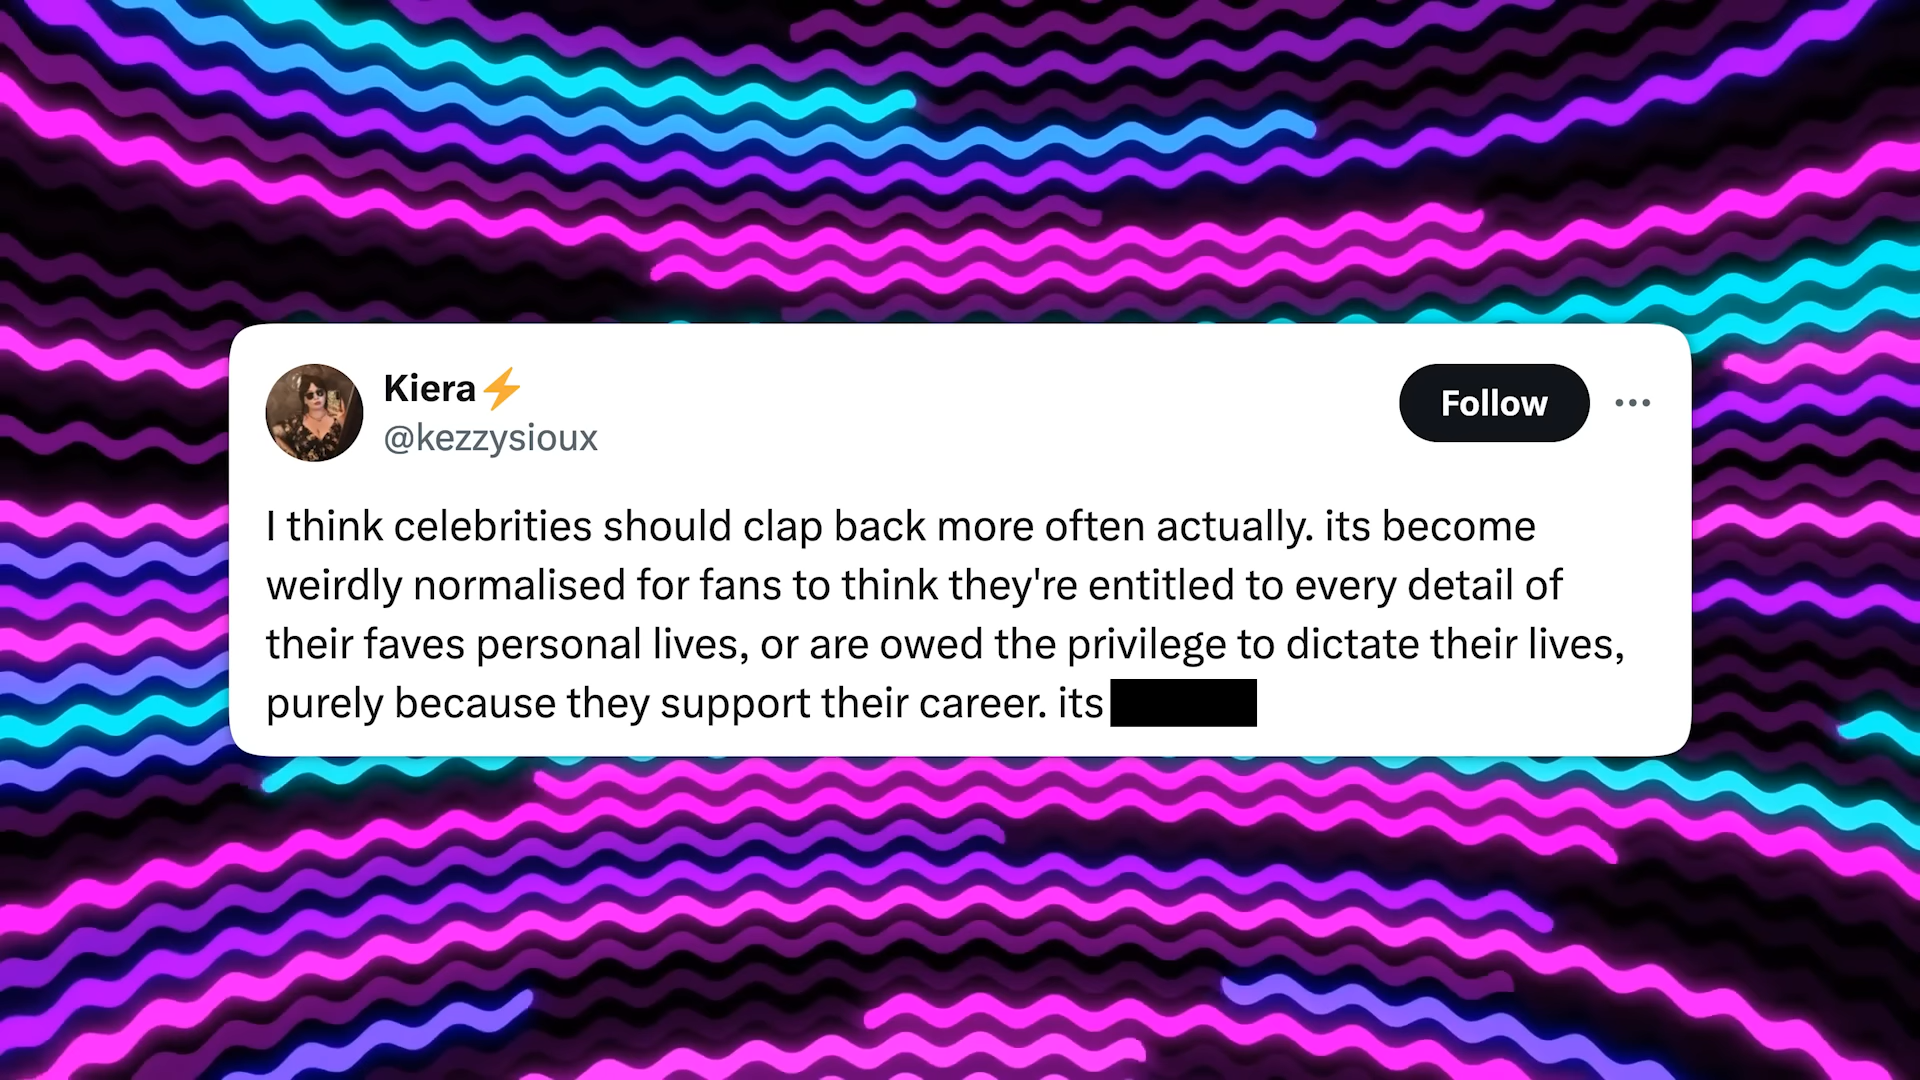 Kiera⚡
@kezzysioux
Follow
I think celebrities should clap back more often actually. its become
weirdly normalised for fans to think they're entitled to every detail of
their faves personal lives, or are owed the privilege to dictate their lives,
purely because they support their career. its